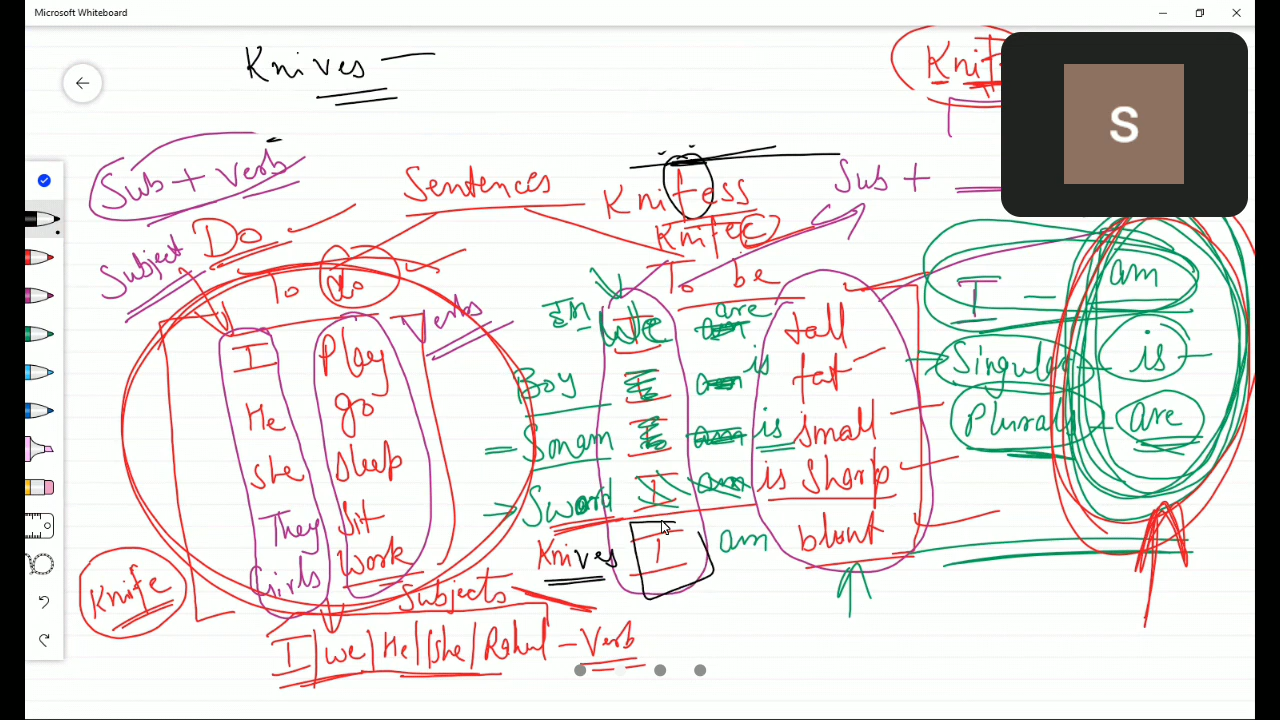 Microsoft Whiteboard
Knives
Knife
S
Sub + verb
Sentences
Knifess
Sub +
Knife
Do
Subject
To do
To be
I - am
Verbs
I Play
We are tall
Singular is
He go
Boy is fat
Plurals are
She Sleep
Sonam is small
They Sit
Sword is Sharp
Girls Work
Knives I am blunt
Knife
Subjects
I | we | He | She | Rahul - Verb